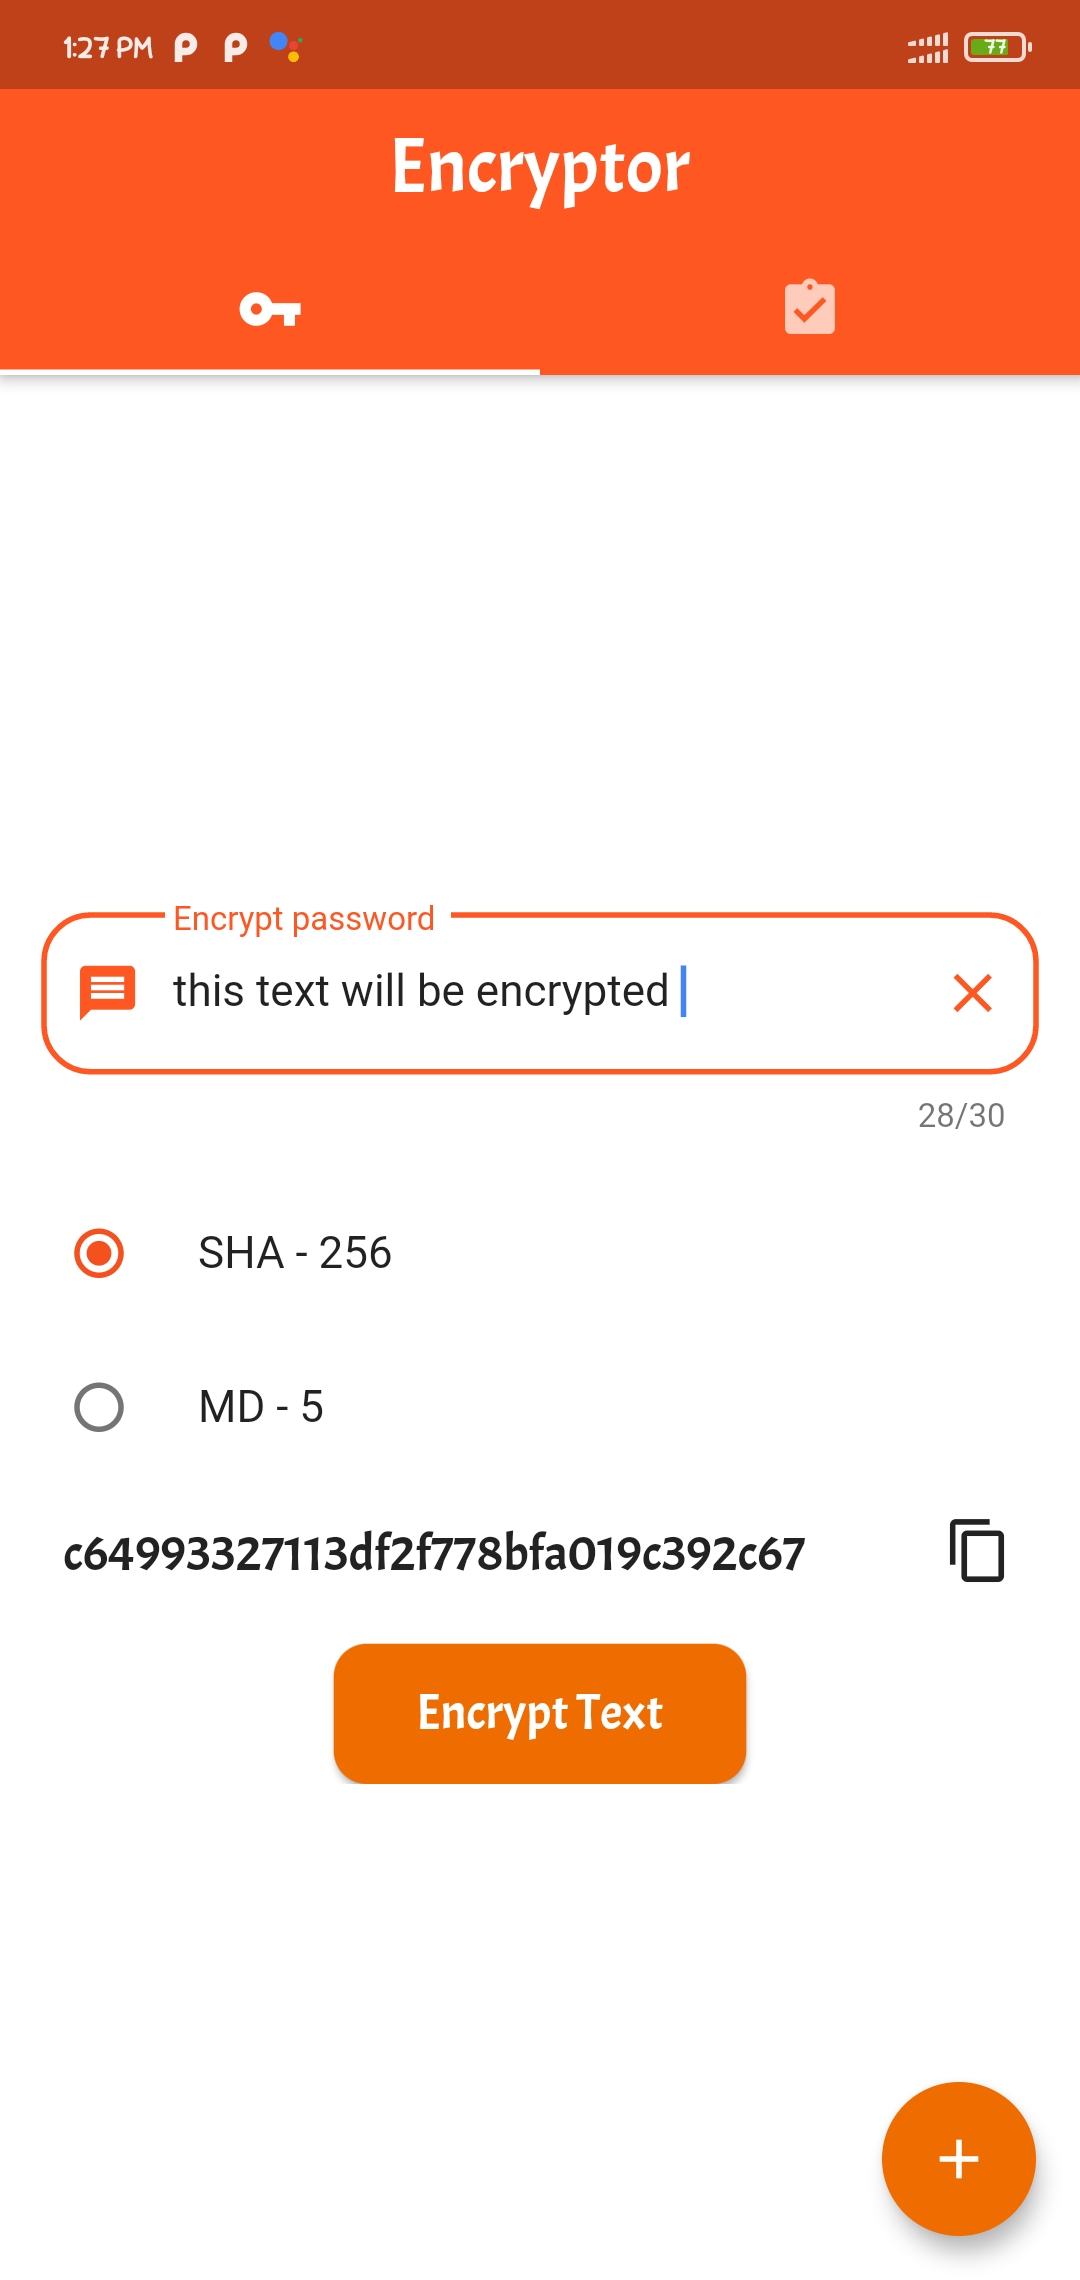 1:27 PM
77
Encryptor
Encrypt password
this text will be encrypted
28/30
SHA - 256
MD - 5
c64993327113df2f778bfa019c392c67
Encrypt Text